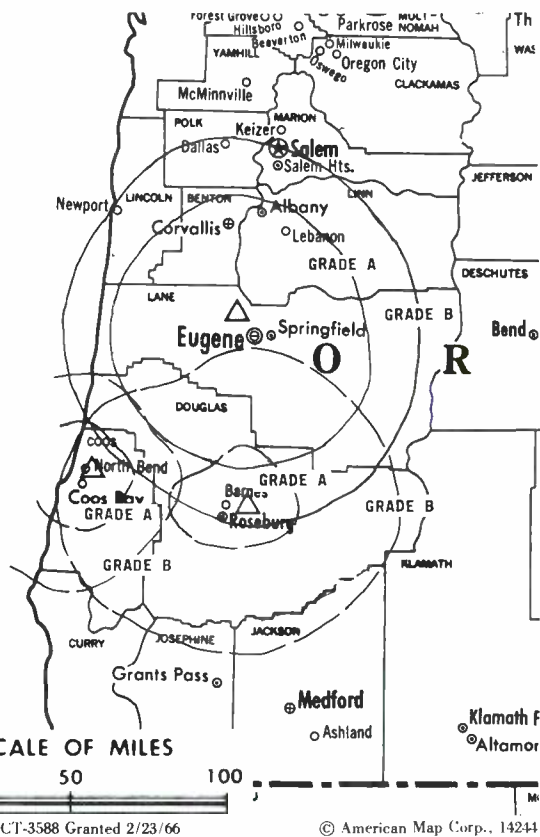 Forest Grove
Hillsboro
Beaverton
Parkrose
MULT-
NOMAH
Th
YAMHILL
Milwaukie
WAS
Oswego
Oregon City
McMinnville
CLACKAMAS
MARION
POLK
Keizer
Dallas
Salem
Salem Hts.
JEFFERSON
LINN
Newport
LINCOLN
BENTON
Albany
Corvallis
Lebanon
GRADE A
DESCHUTES
LANE
GRADE B
Eugene
Springfield
Bend
O R
DOUGLAS
COOS
North Bend
GRADE A
Coos Bay
Barnes
GRADE A
Roseburg
GRADE B
GRADE B
KLAMATH
CURRY
JOSEPHINE
JACKSON
Grants Pass
Medford
Ashland
Klamath F
Altamon
CALE OF MILES
50 100
CT-3588 Granted 2/23/66
© American Map Corp., 14244